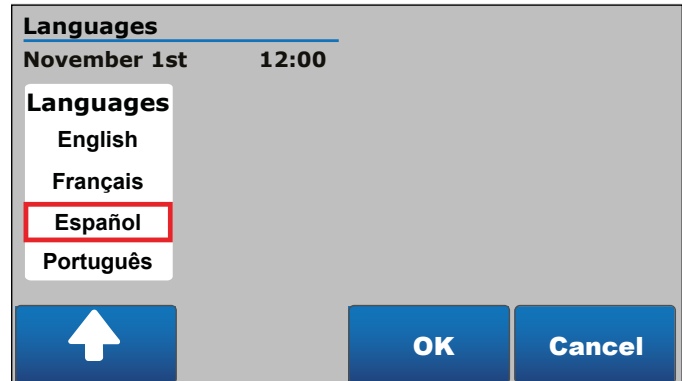 Languages
November 1st 12:00
Languages
English
Français
Español
Português
OK Cancel